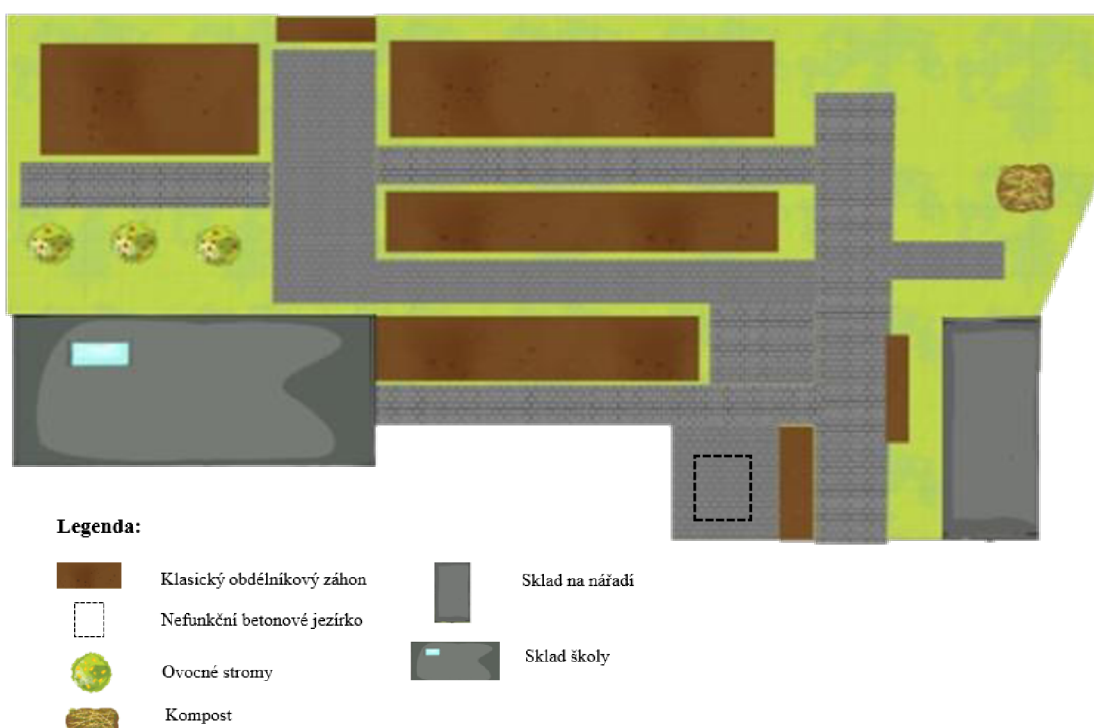 Legenda:
Klasický obdélníkový záhon
Nefunkční betonové jezírko
Ovocné stromy
Kompost
Sklad na nářadí
Sklad školy